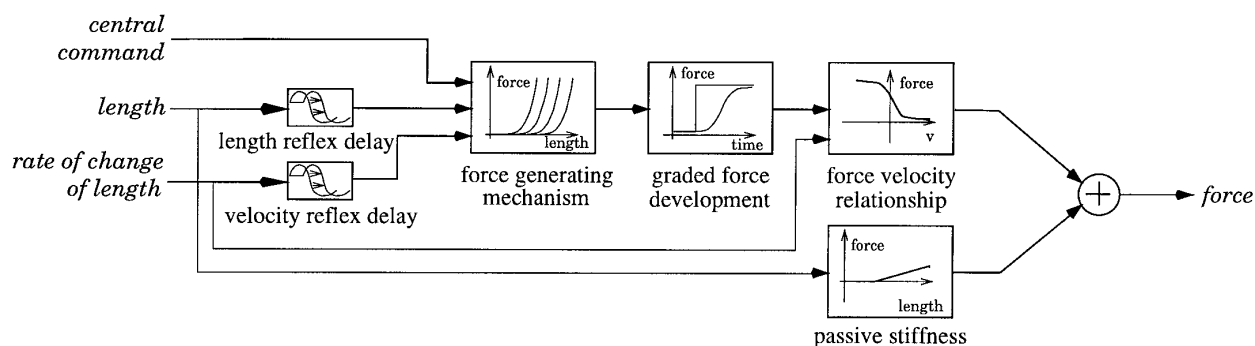 central
command
length
rate of change
of length
length reflex delay
velocity reflex delay
force
length
force generating
mechanism
force
time
graded force
development
force
v
force velocity
relationship
+
force
force
length
passive stiffness